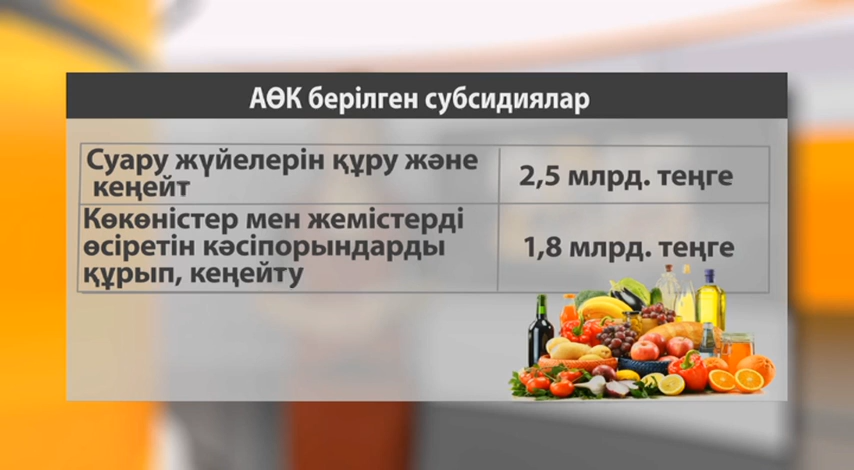 АӨК берілген субсидиялар
Суару жүйелерін құру және
кеңейт
2,5 млрд. теңге
Көкөністер мен жемістерді
өсіретін кәсіпорындарды
құрып, кеңейту
1,8 млрд. теңге